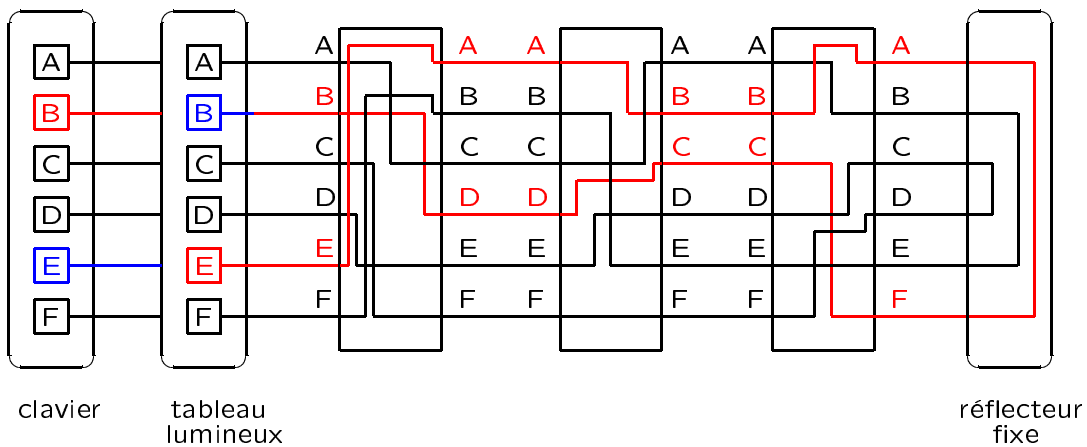 A A A A A A A A
B B B B B B B B
C C C C C C C C
D D D D D D D D
E E E E E E E E
F F F F F F F F
clavier tableau réflecteur
lumineux fixe